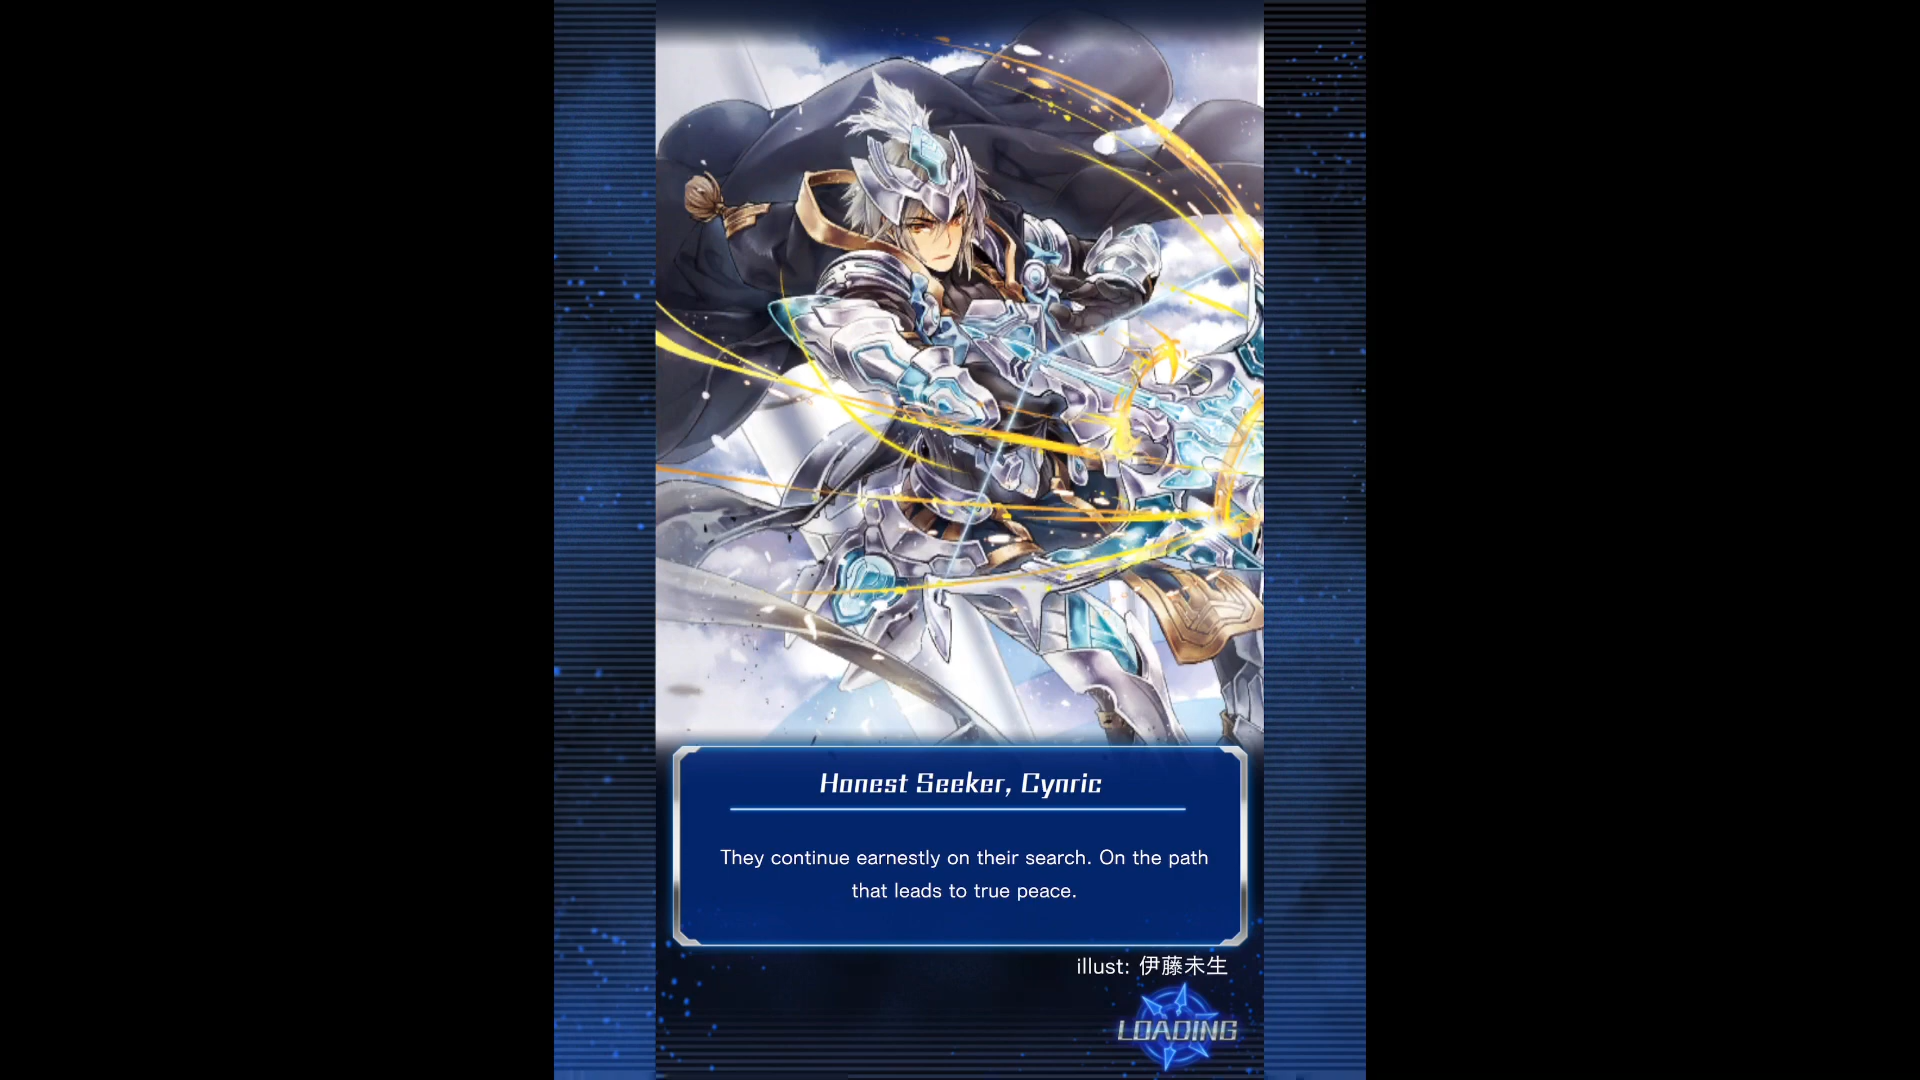 Honest Seeker, Cynric
They continue earnestly on their search. On the path
that leads to true peace.
illust: 伊藤未生
LOADING